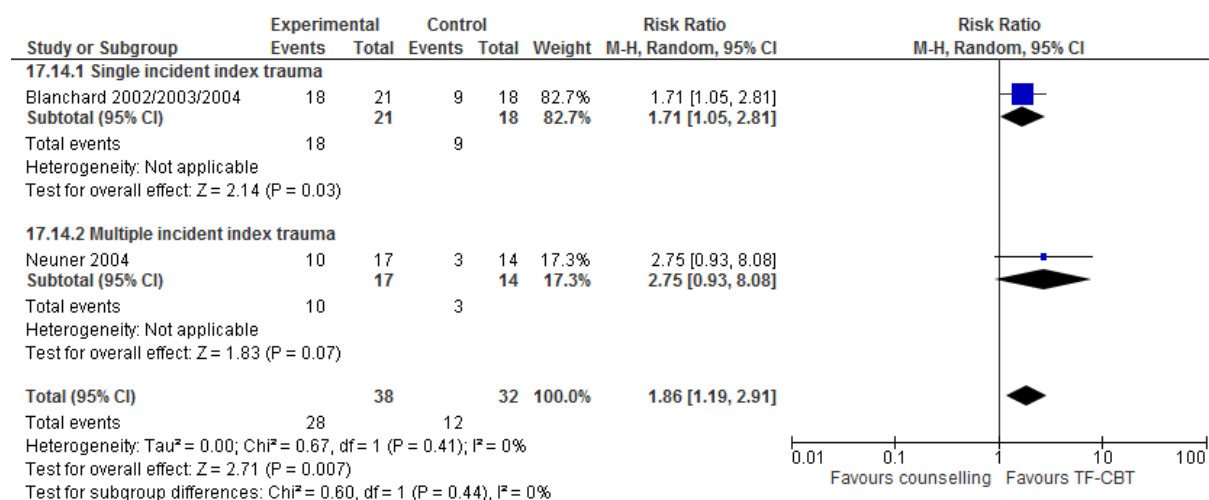 Experimental Control Risk Ratio Risk Ratio
Study or Subgroup Events Total Events Total Weight M-H, Random, 95% CI M-H, Random, 95% CI
17.14.1 Single incident index trauma
Blanchard 2002/2003/2004 18 21 9 18 82.7% 1.71 [1.05, 2.81]
Subtotal (95% CI) 21 18 82.7% 1.71 [1.05, 2.81]
Total events 18 9
Heterogeneity: Not applicable
Test for overall effect: Z = 2.14 (P = 0.03)
17.14.2 Multiple incident index trauma
Neuner 2004 10 17 3 14 17.3% 2.75 [0.93, 8.08]
Subtotal (95% CI) 17 14 17.3% 2.75 [0.93, 8.08]
Total events 10 3
Heterogeneity: Not applicable
Test for overall effect: Z = 1.83 (P = 0.07)
Total (95% CI) 38 32 100.0% 1.86 [1.19, 2.91]
Total events 28 12
Heterogeneity: Tau² = 0.00; Chi² = 0.67, df = 1 (P = 0.41); I² = 0%
Test for overall effect: Z = 2.71 (P = 0.007)
Test for subgroup differences: Chi² = 0.60, df = 1 (P = 0.44), I² = 0%
0.01 0.1 1 10 100
Favours counselling Favours TF-CBT